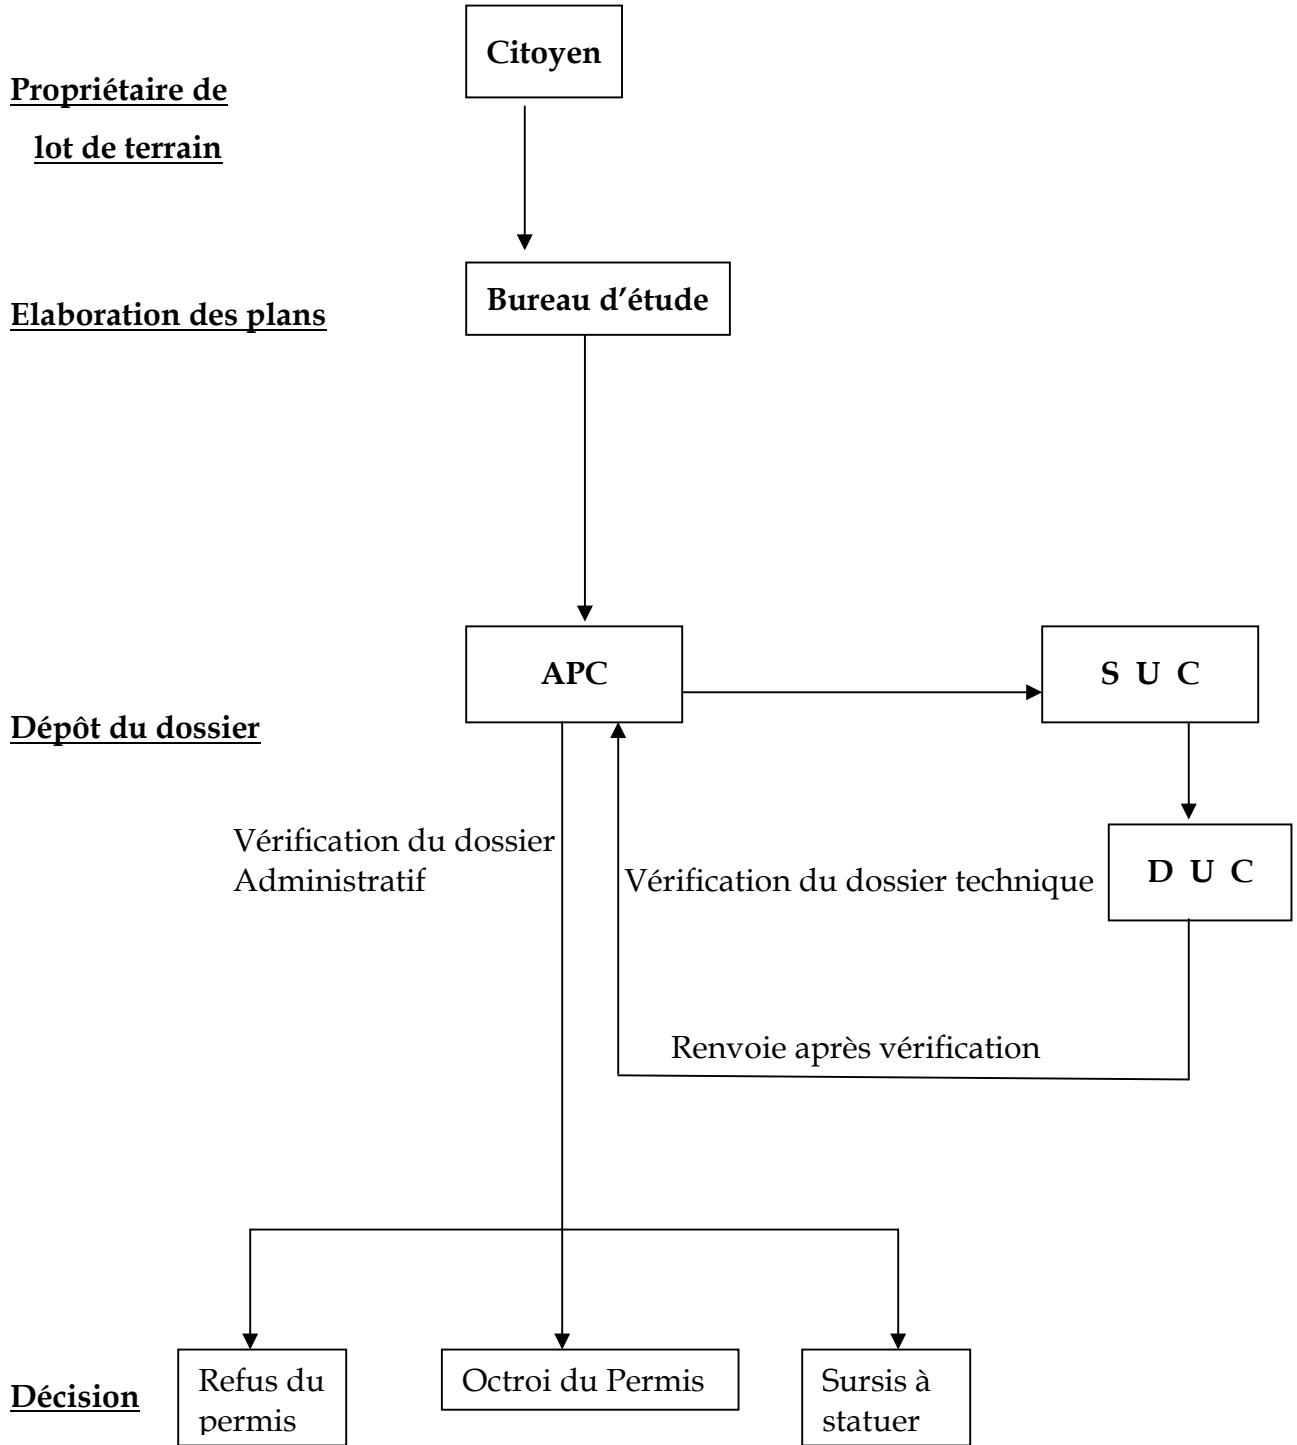 Citoyen
Propriétaire de
lot de terrain
Bureau d’étude
Elaboration des plans
APC
S U C
Dépôt du dossier
Vérification du dossier
Administratif
Vérification du dossier technique
D U C
Renvoie après vérification
Décision
Refus du
permis
Octroi du Permis
Sursis à
statuer